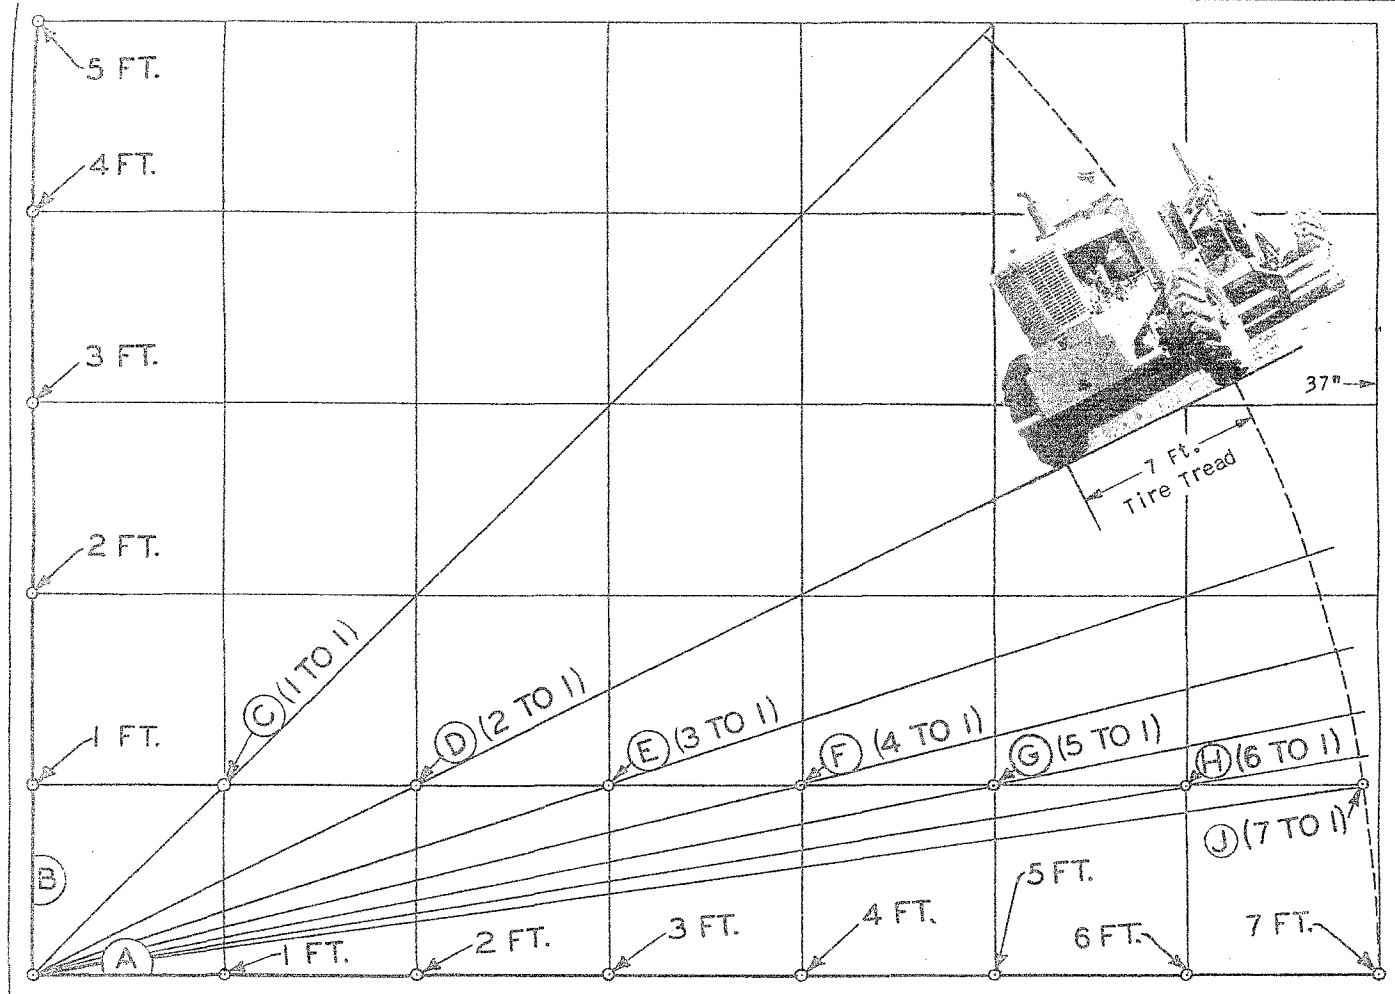 5 FT.
4 FT.
3 FT.
37"
7 Ft.
Tire Tread
2 FT.
C (1 TO 1)
D (2 TO 1)
E (3 TO 1)
F (4 TO 1)
G (5 TO 1)
H (6 TO 1)
1 FT.
J (7 TO 1)
B
A
1 FT.
2 FT.
3 FT.
4 FT.
5 FT.
6 FT.
7 FT.